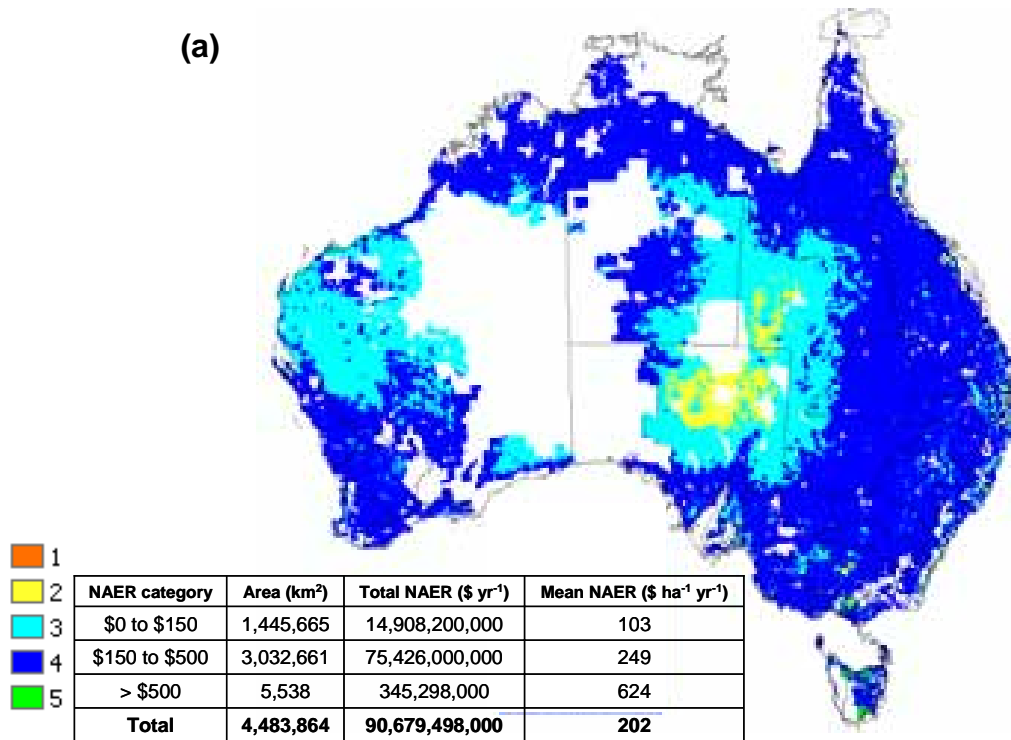 (a)
1
2
3
4
5
NAER category Area (km²) Total NAER ($ yr⁻¹) Mean NAER ($ ha⁻¹ yr⁻¹)
$0 to $150 1,445,665 14,908,200,000 103
$150 to $500 3,032,661 75,426,000,000 249
> $500 5,538 345,298,000 624
Total 4,483,864 90,679,498,000 202